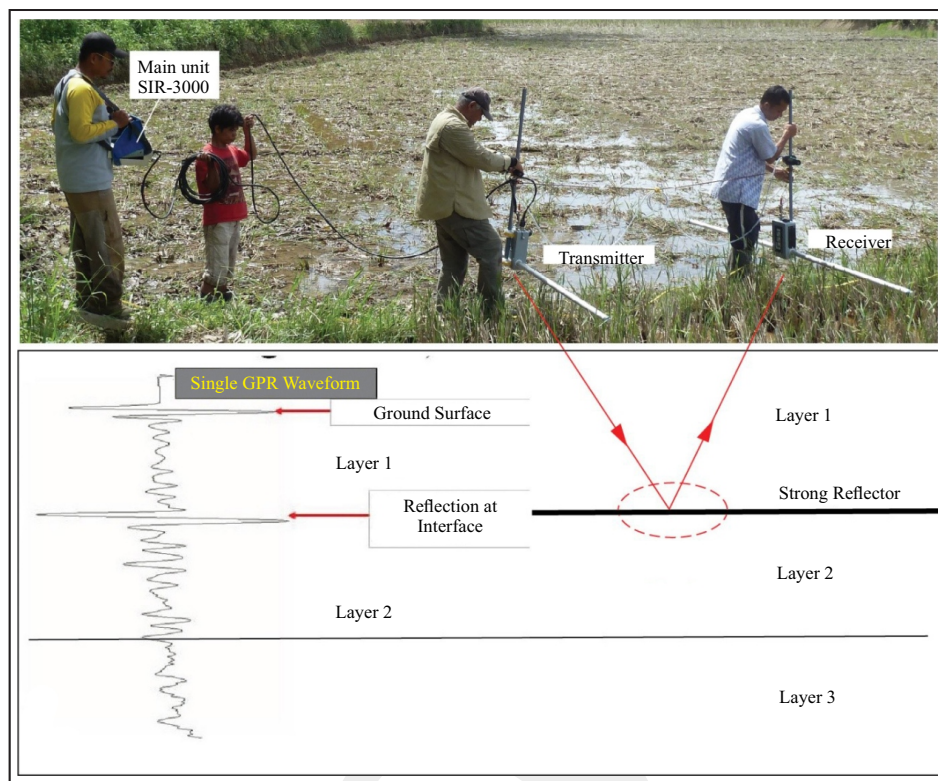 Main unit
SIR-3000
Transmitter
Receiver
Single GPR Waveform
Ground Surface
Layer 1
Layer 1
Strong Reflector
Reflection at
Interface
Layer 2
Layer 2
Layer 3